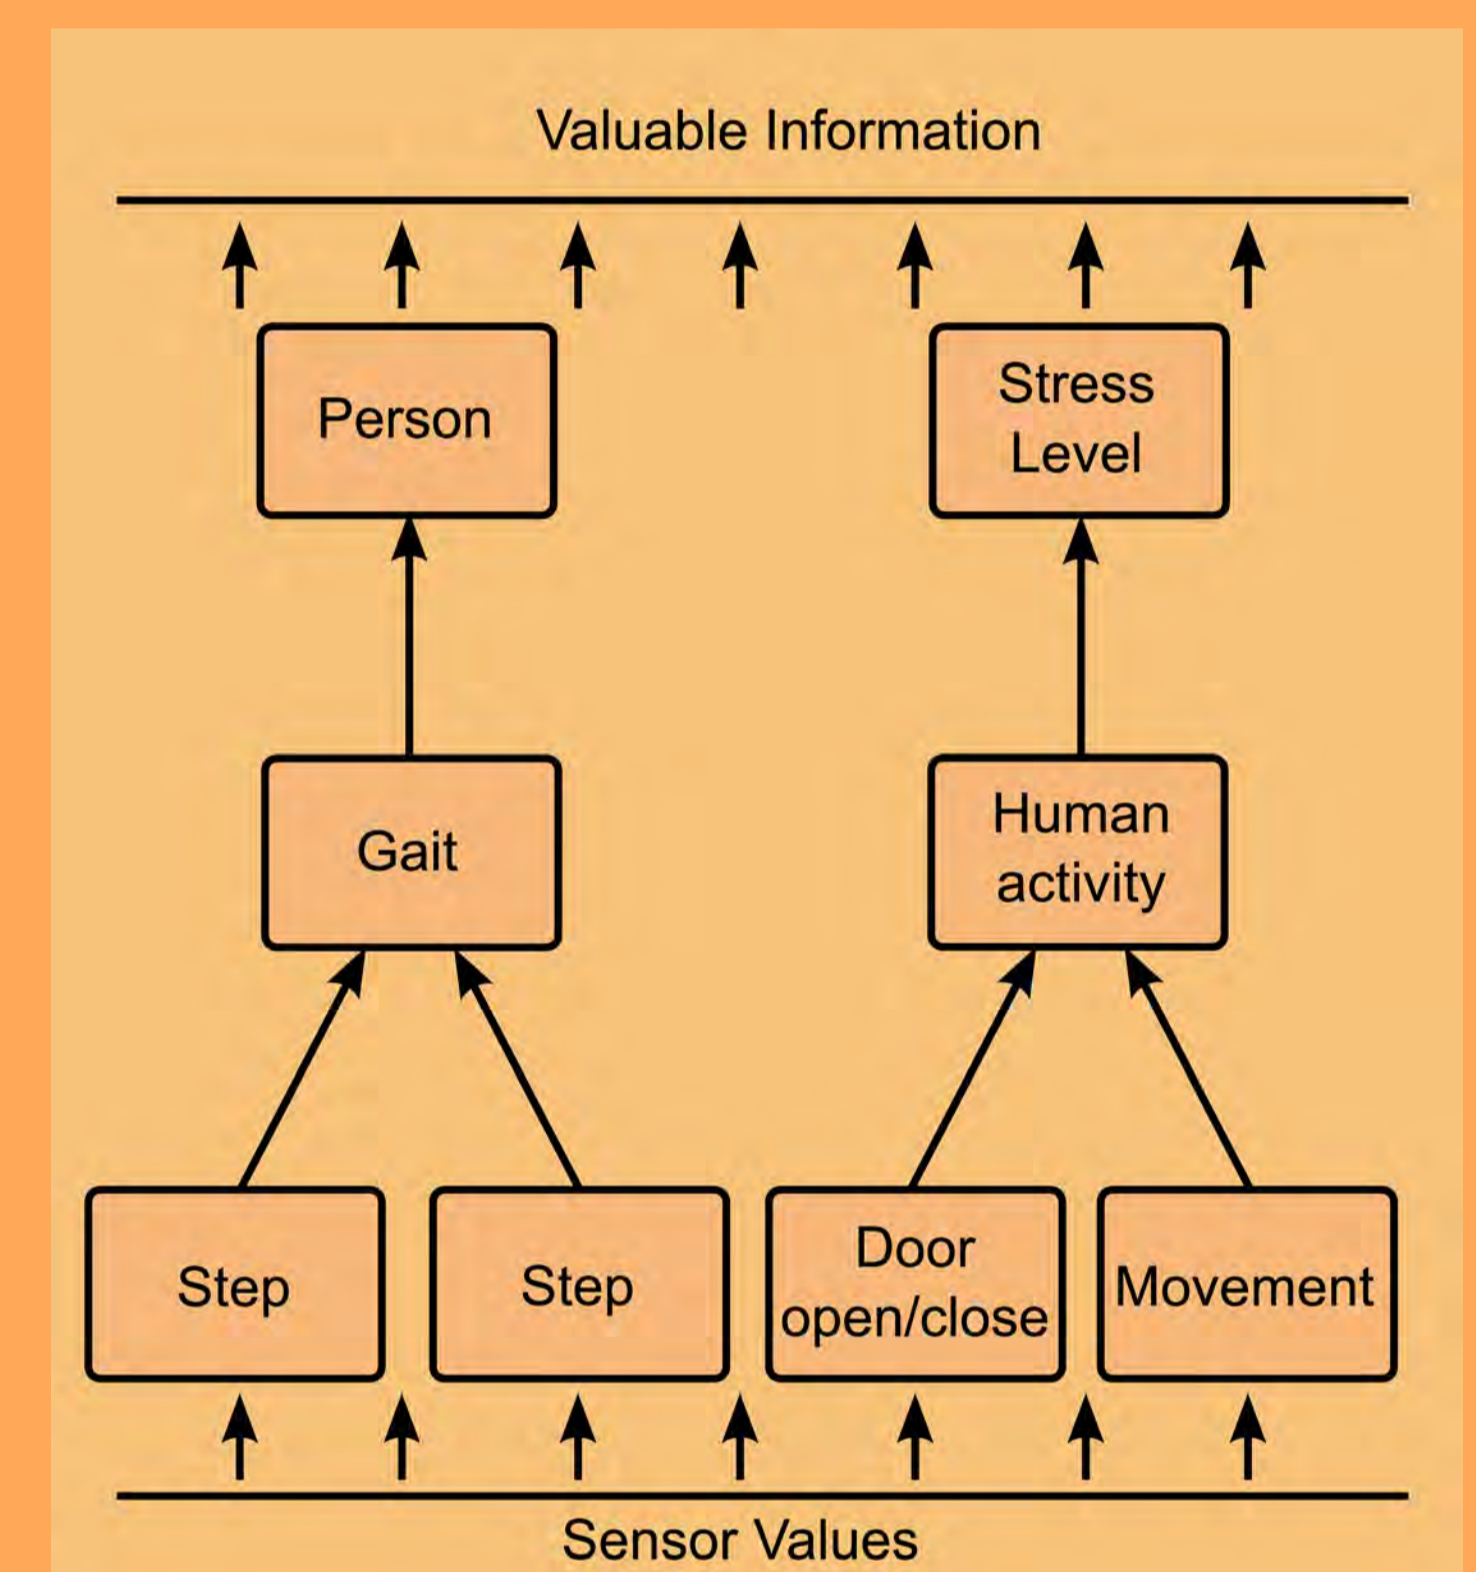 Valuable Information
Person
Stress
Level
Gait
Human
activity
Step
Step
Door
open/close
Movement
Sensor Values